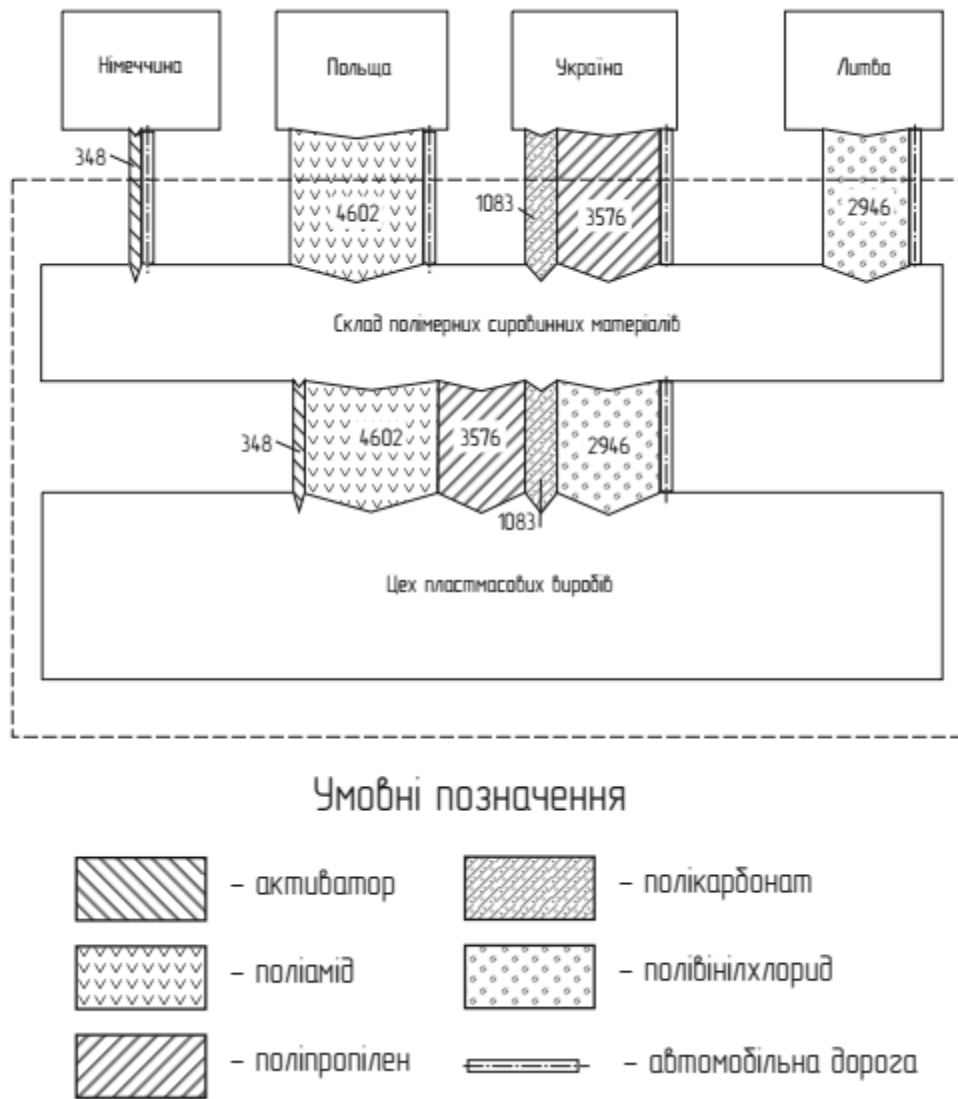 Німеччина
Польща
Україна
Литва
348
4602
1083
3576
2946
Склад полімерних сировинних матеріалів
348
4602
3576
1083
2946
Цех пластмасових виробів
Умовні позначення
– активатор
– полікарбонат
– поліамід
– полівінілхлорид
– поліпропілен
– автомобільна дорога